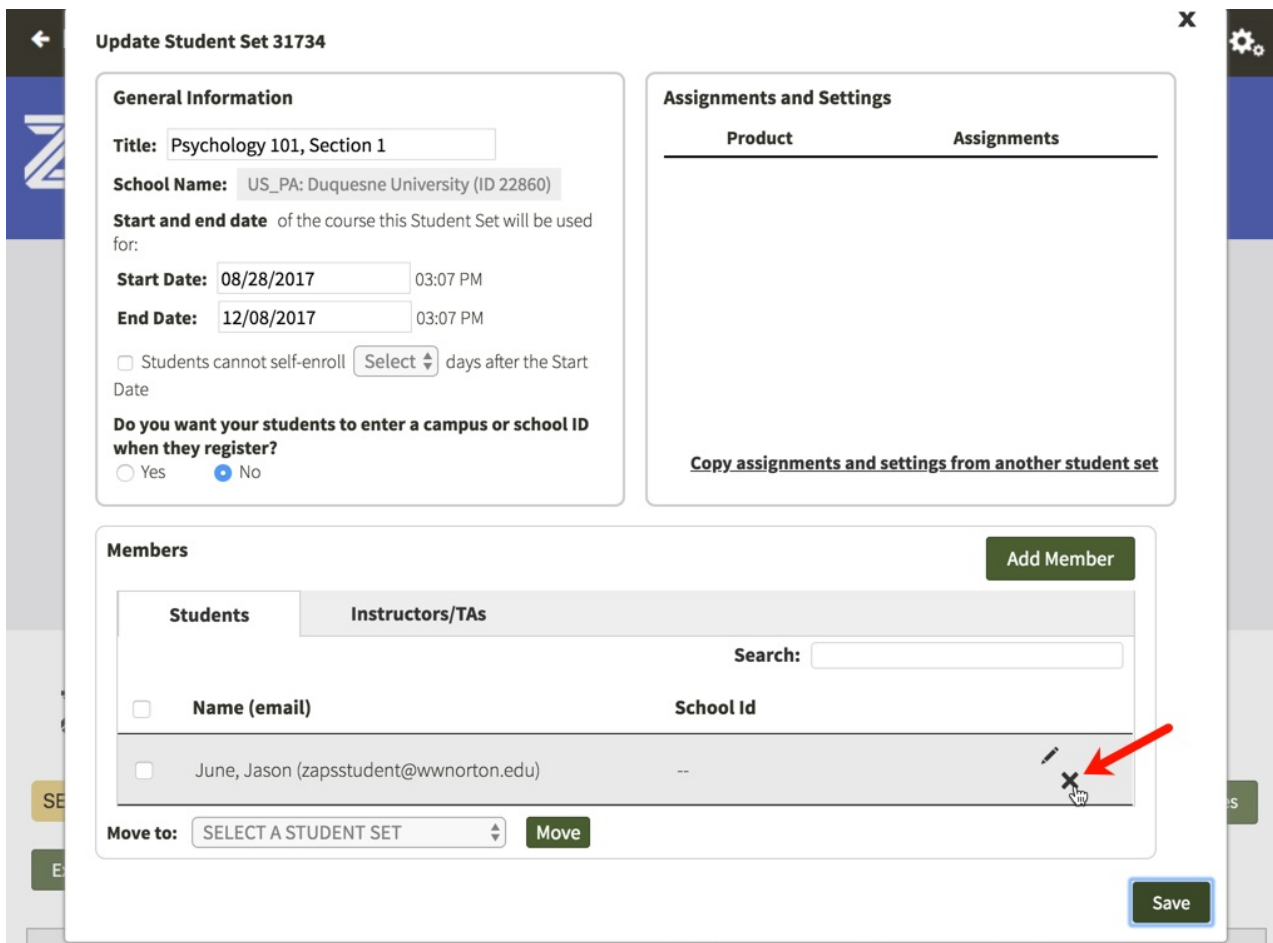 X
Update Student Set 31734
General Information
Title: Psychology 101, Section 1
School Name: US_PA: Duquesne University (ID 22860)
Start and end date of the course this Student Set will be used
for:
Start Date: 08/28/2017 03:07 PM
End Date: 12/08/2017 03:07 PM
Students cannot self-enroll Select days after the Start
Date
Do you want your students to enter a campus or school ID
when they register?
Yes No
Assignments and Settings
Product Assignments
Copy assignments and settings from another student set
Members
Add Member
Students Instructors/TAs
Search:
Name (email) School Id
June, Jason (zapsstudent@wwnorton.edu) --
Move to: SELECT A STUDENT SET Move
Save